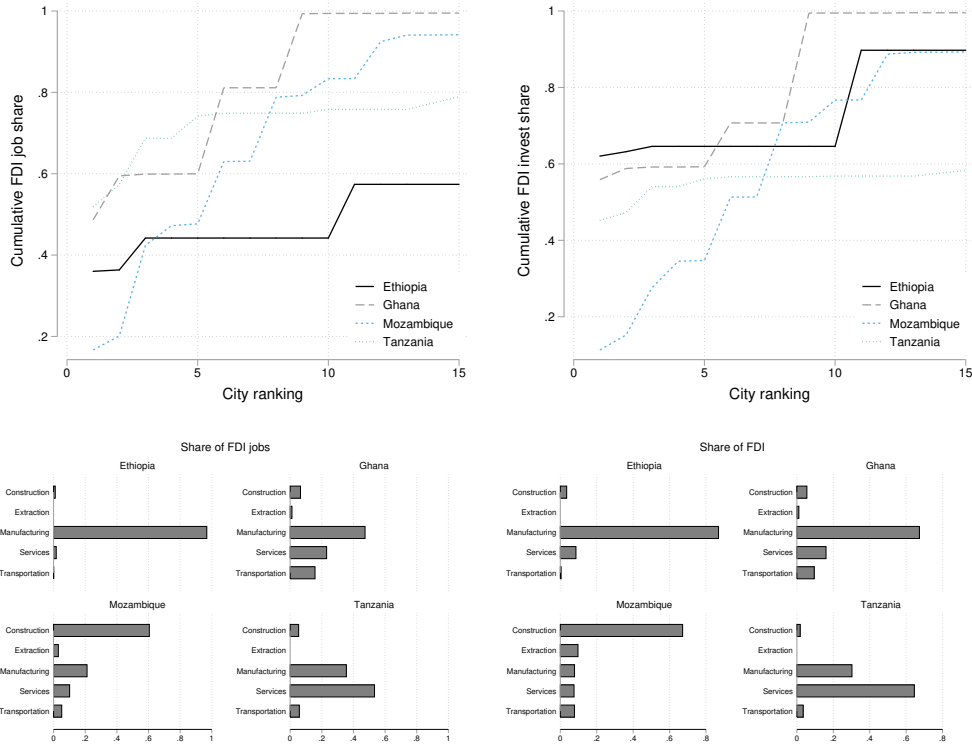 Cumulative FDI job share
1
.8
.6
.4
.2
0 5 10 15
City ranking
Ethiopia
Ghana
Mozambique
Tanzania
Cumulative FDI invest share
1
.8
.6
.4
.2
0 5 10 15
City ranking
Ethiopia
Ghana
Mozambique
Tanzania
Share of FDI jobs
Ethiopia
Construction
Extraction
Manufacturing
Services
Transportation
Ghana
Construction
Extraction
Manufacturing
Services
Transportation
Mozambique
Construction
Extraction
Manufacturing
Services
Transportation
0 .2 .4 .6 .8 1
Tanzania
Construction
Extraction
Manufacturing
Services
Transportation
0 .2 .4 .6 .8 1
Share of FDI
Ethiopia
Construction
Extraction
Manufacturing
Services
Transportation
Ghana
Construction
Extraction
Manufacturing
Services
Transportation
Mozambique
Construction
Extraction
Manufacturing
Services
Transportation
0 .2 .4 .6 .8
Tanzania
Construction
Extraction
Manufacturing
Services
Transportation
0 .2 .4 .6 .8